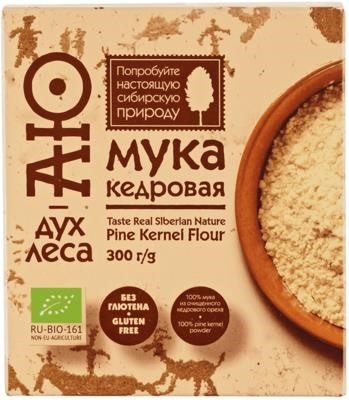 АЮ
ДУХ
ЛЕСА
Попробуйте
настоящую
сибирскую
природу
МУКА
КЕДРОВАЯ
Taste Real Siberian Nature
Pine Kernel Flour
300 г/g
RU-BIO-161
NON-EU-AGRICULTURE
БЕЗ
ГЛЮТЕНА
GLUTEN
FREE
100% мука
из очищенного
кедрового ореха
100% pine kernel
powder